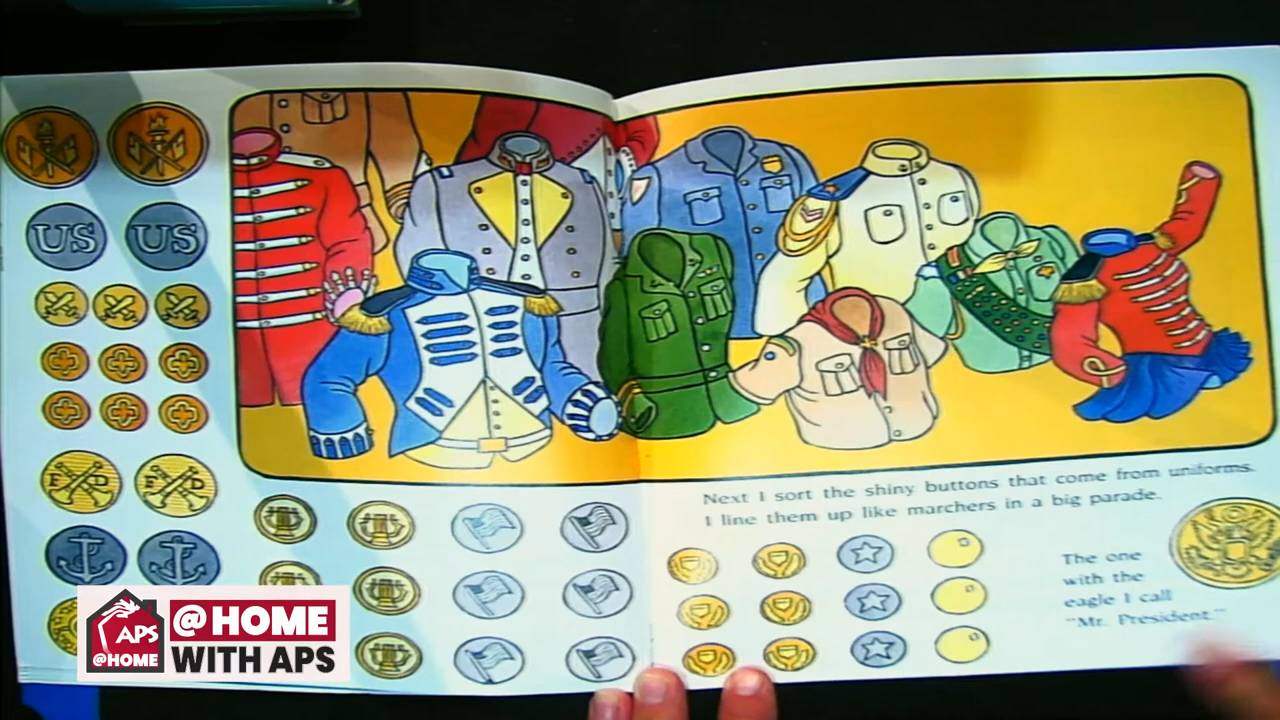 US US
F D F D
Next I sort the shiny buttons that come from uniforms.
I line them up like marchers in a big parade.
The one
with the
eagle I call
"Mr. President."
APS
@HOME
@HOME
WITH APS